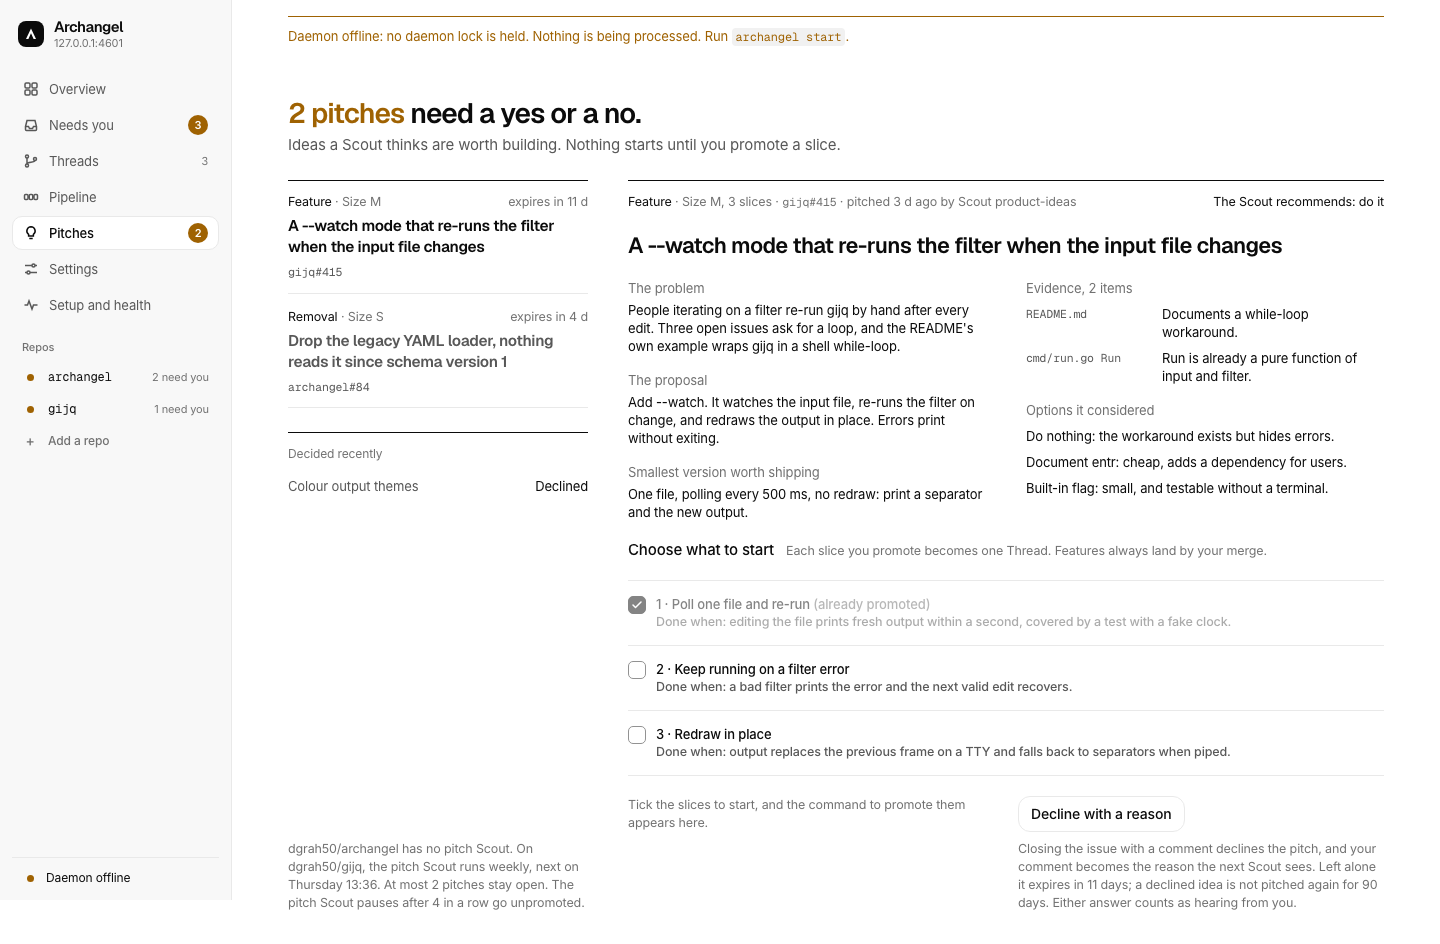 Archangel
127.0.0.1:4601
Overview
Needs you 3
Threads 3
Pipeline
Pitches 2
Settings
Setup and health
Repos
archangel 2 need you
gijq 1 need you
+ Add a repo
Daemon offline
Daemon offline: no daemon lock is held. Nothing is being processed. Run archangel start.
2 pitches need a yes or a no.
Ideas a Scout thinks are worth building. Nothing starts until you promote a slice.
Feature · Size M expires in 11 d
A --watch mode that re-runs the filter
when the input file changes
gijq#415
Removal · Size S expires in 4 d
Drop the legacy YAML loader, nothing
reads it since schema version 1
archangel#84
Decided recently
Colour output themes Declined
dgrah50/archangel has no pitch Scout. On
dgrah50/gijq, the pitch Scout runs weekly, next on
Thursday 13:36. At most 2 pitches stay open. The
pitch Scout pauses after 4 in a row go unpromoted.
Feature · Size M, 3 slices · gijq#415 · pitched 3 d ago by Scout product-ideas The Scout recommends: do it
A --watch mode that re-runs the filter when the input file changes
The problem
People iterating on a filter re-run gijq by hand after every
edit. Three open issues ask for a loop, and the README's
own example wraps gijq in a shell while-loop.
The proposal
Add --watch. It watches the input file, re-runs the filter on
change, and redraws the output in place. Errors print
without exiting.
Smallest version worth shipping
One file, polling every 500 ms, no redraw: print a separator
and the new output.
Evidence, 2 items
README.md Documents a while-loop
workaround.
cmd/run.go Run Run is already a pure function of
input and filter.
Options it considered
Do nothing: the workaround exists but hides errors.
Document entr: cheap, adds a dependency for users.
Built-in flag: small, and testable without a terminal.
Choose what to start Each slice you promote becomes one Thread. Features always land by your merge.
1 · Poll one file and re-run (already promoted)
Done when: editing the file prints fresh output within a second, covered by a test with a fake clock.
2 · Keep running on a filter error
Done when: a bad filter prints the error and the next valid edit recovers.
3 · Redraw in place
Done when: output replaces the previous frame on a TTY and falls back to separators when piped.
Tick the slices to start, and the command to promote them
appears here.
Decline with a reason
Closing the issue with a comment declines the pitch, and your
comment becomes the reason the next Scout sees. Left alone
it expires in 11 days; a declined idea is not pitched again for 90
days. Either answer counts as hearing from you.